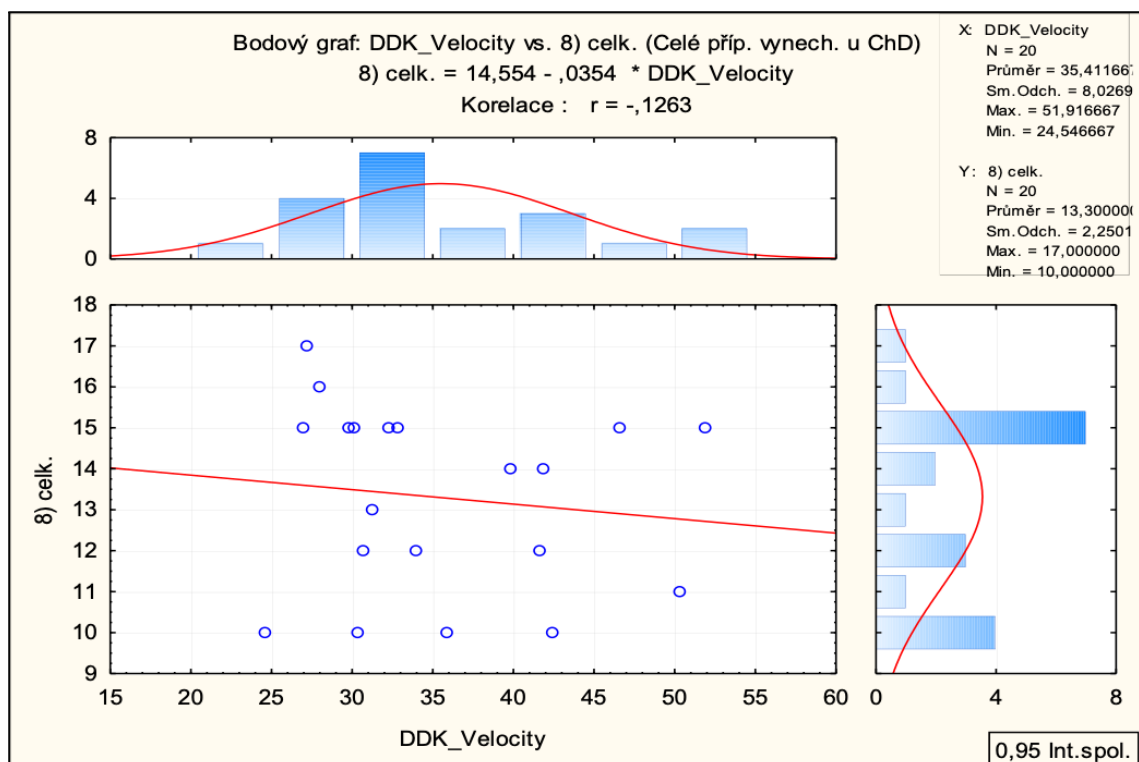 Bodový graf: DDK_Velocity vs. 8) celk. (Celé příp. vynech. u ChD)
8) celk. = 14,554 - ,0354 * DDK_Velocity
Korelace : r = -,1263
X: DDK_Velocity
N = 20
Průměr = 35,411667
Sm.Odch. = 8,0269
Max. = 51,916667
Min. = 24,546667
Y: 8) celk.
N = 20
Průměr = 13,300000
Sm.Odch. = 2,2501
Max. = 17,000000
Min. = 10,000000
8
4
0
18
17
16
15
14
13
12
11
10
9
8) celk.
15 20 25 30 35 40 45 50 55 60
DDK_Velocity
0 4 8
0,95 Int.spol.